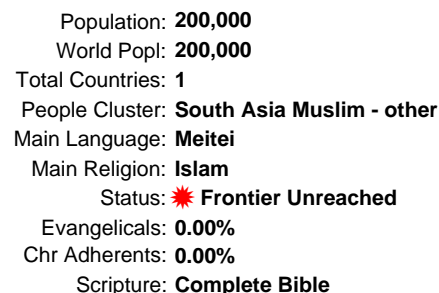 Population: 200,000
World Popl: 200,000
Total Countries: 1
People Cluster: South Asia Muslim - other
Main Language: Meitei
Main Religion: Islam
Status: Frontier Unreached
Evangelicals: 0.00%
Chr Adherents: 0.00%
Scripture: Complete Bible